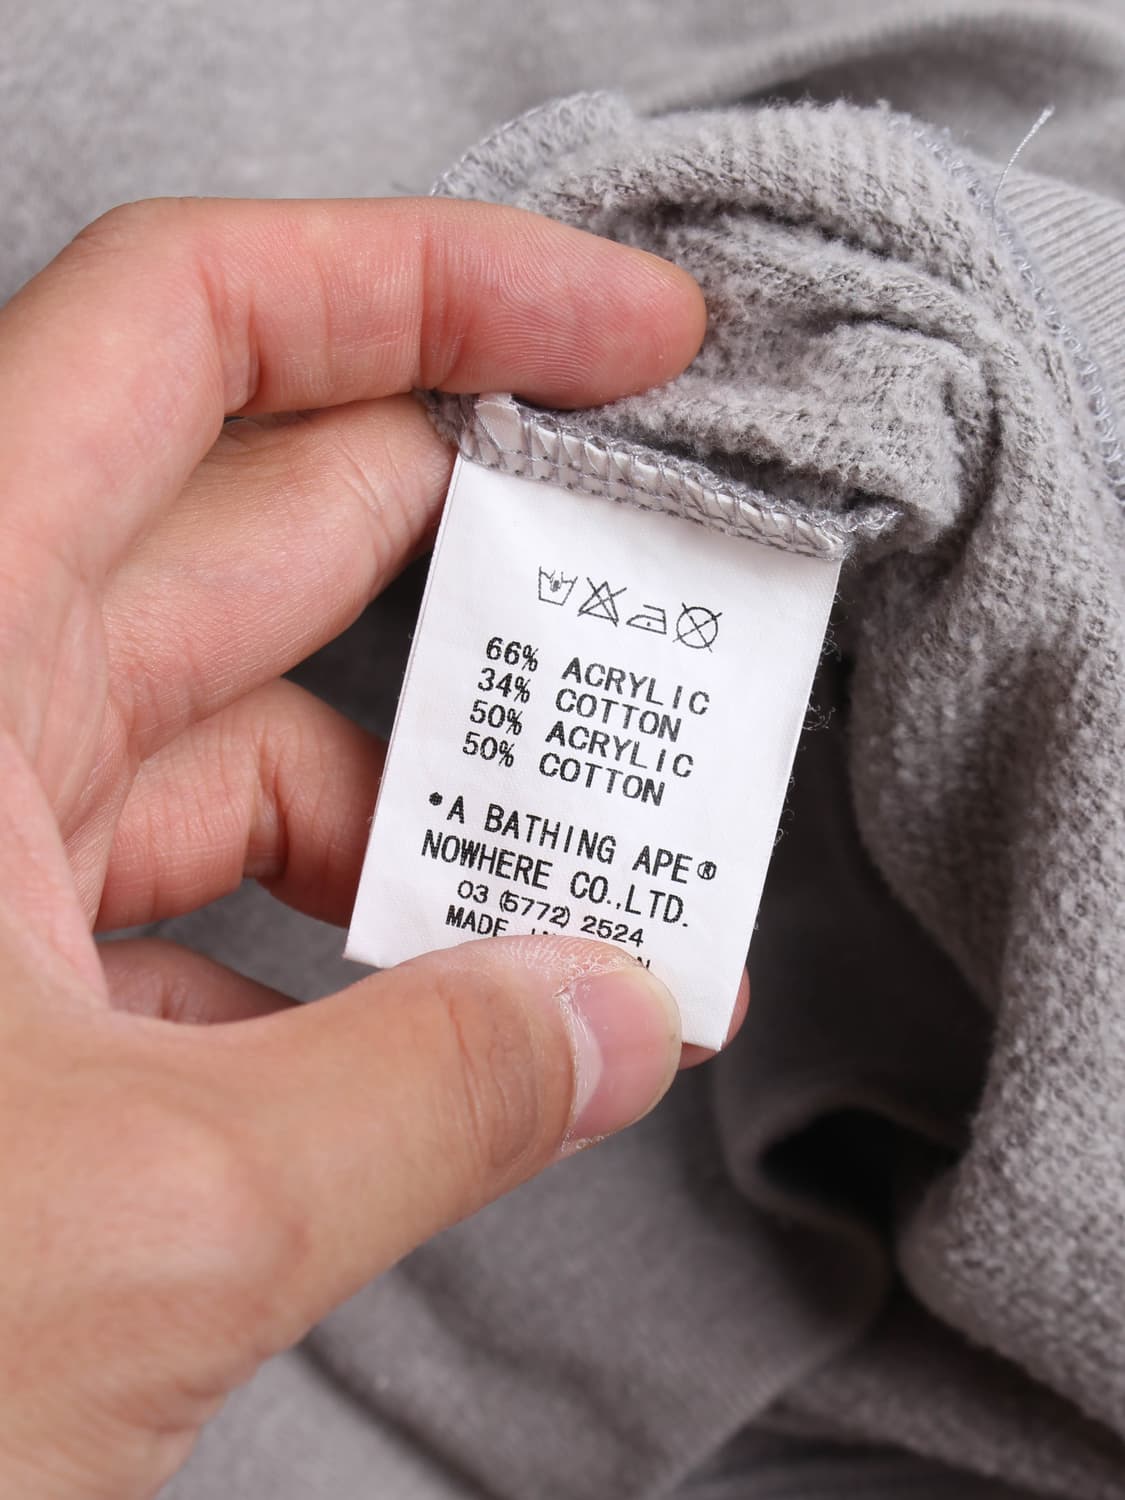 66% ACRYLIC
34% COTTON
50% ACRYLIC
50% COTTON
•A BATHING APE®
NOWHERE CO.,LTD.
03 (5772) 2524
MADE